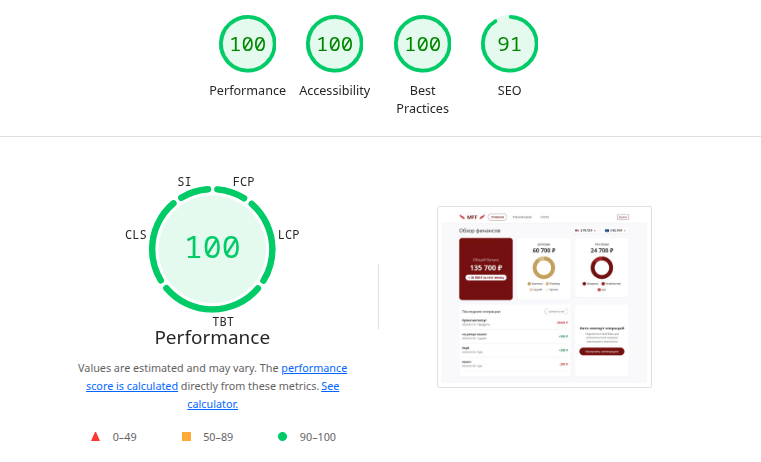 100
100
100
91
Performance
Accessibility
Best
Practices
SEO
SI
FCP
CLS
LCP
100
TBT
Performance
Values are estimated and may vary. The performance
score is calculated directly from these metrics. See
calculator.
0–49
50–89
90–100
MFF
Обзор финансов
Общий баланс
135 700 ₽
Доходы
60 700 ₽
Расходы
24 700 ₽
Последние операции